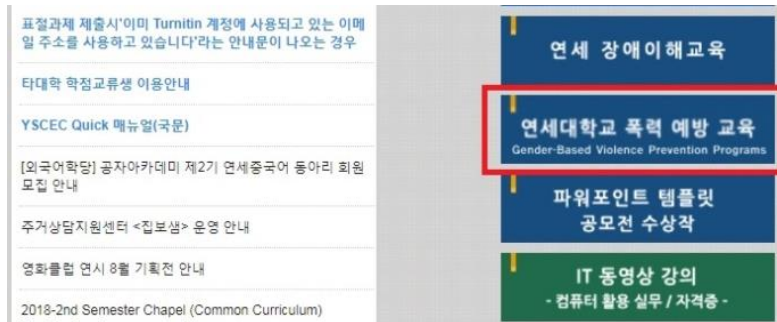 표절과제 제출시'이미 Turnitin 계정에 사용되고 있는 이메
일 주소를 사용하고 있습니다'라는 안내문이 나오는 경우
타대학 학점교류생 이용안내
YSCEC Quick 매뉴얼(국문)
[외국어학당] 공자아카데미 제2기 연세중국어 동아리 회원
모집 안내
주거상담지원센터 <집보샘> 운영 안내
영화클럽 연시 8월 기획전 안내
2018-2nd Semester Chapel (Common Curriculum)
연세 장애이해교육
연세대학교 폭력 예방 교육
Gender-Based Violence Prevention Programs
파워포인트 템플릿
공모전 수상작
IT 동영상 강의
- 컴퓨터 활용 실무 / 자격증 -